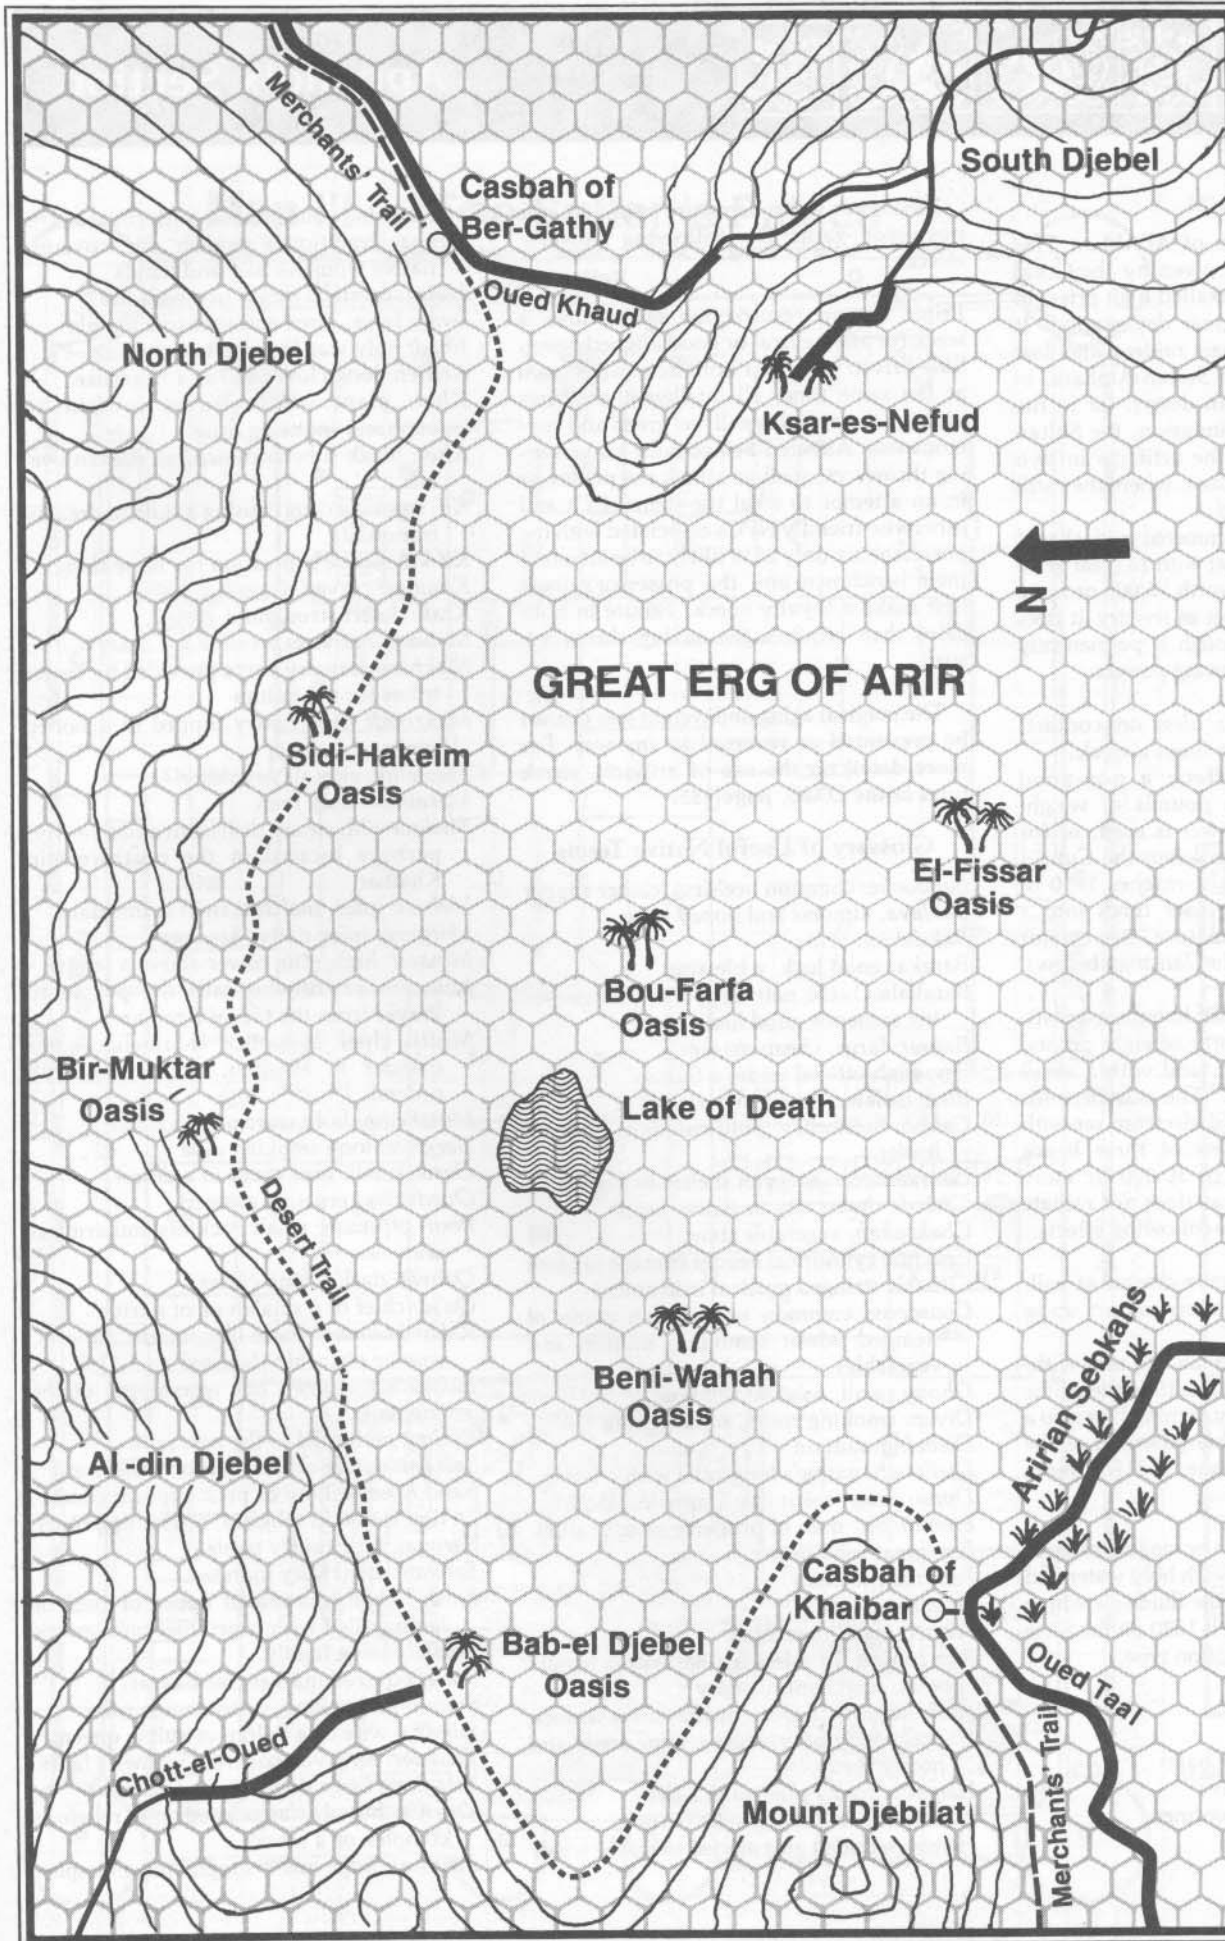 Merchants' Trail
Casbah of
Ber-Gathy
South Djebel
Oued Khaud
North Djebel
Ksar-es-Nefud
N
GREAT ERG OF ARIR
Sidi-Hakeim
Oasis
El-Fissar
Oasis
Bou-Farfa
Oasis
Bir-Muktar
Oasis
Lake of Death
Desert Trail
Beni-Wahah
Oasis
Aririan Sebkahs
Al-din Djebel
Casbah of
Khaibar
Bab-el Djebel
Oasis
Oued Taal
Chott-el-Oued
Mount Djebilat
Merchants' Trail